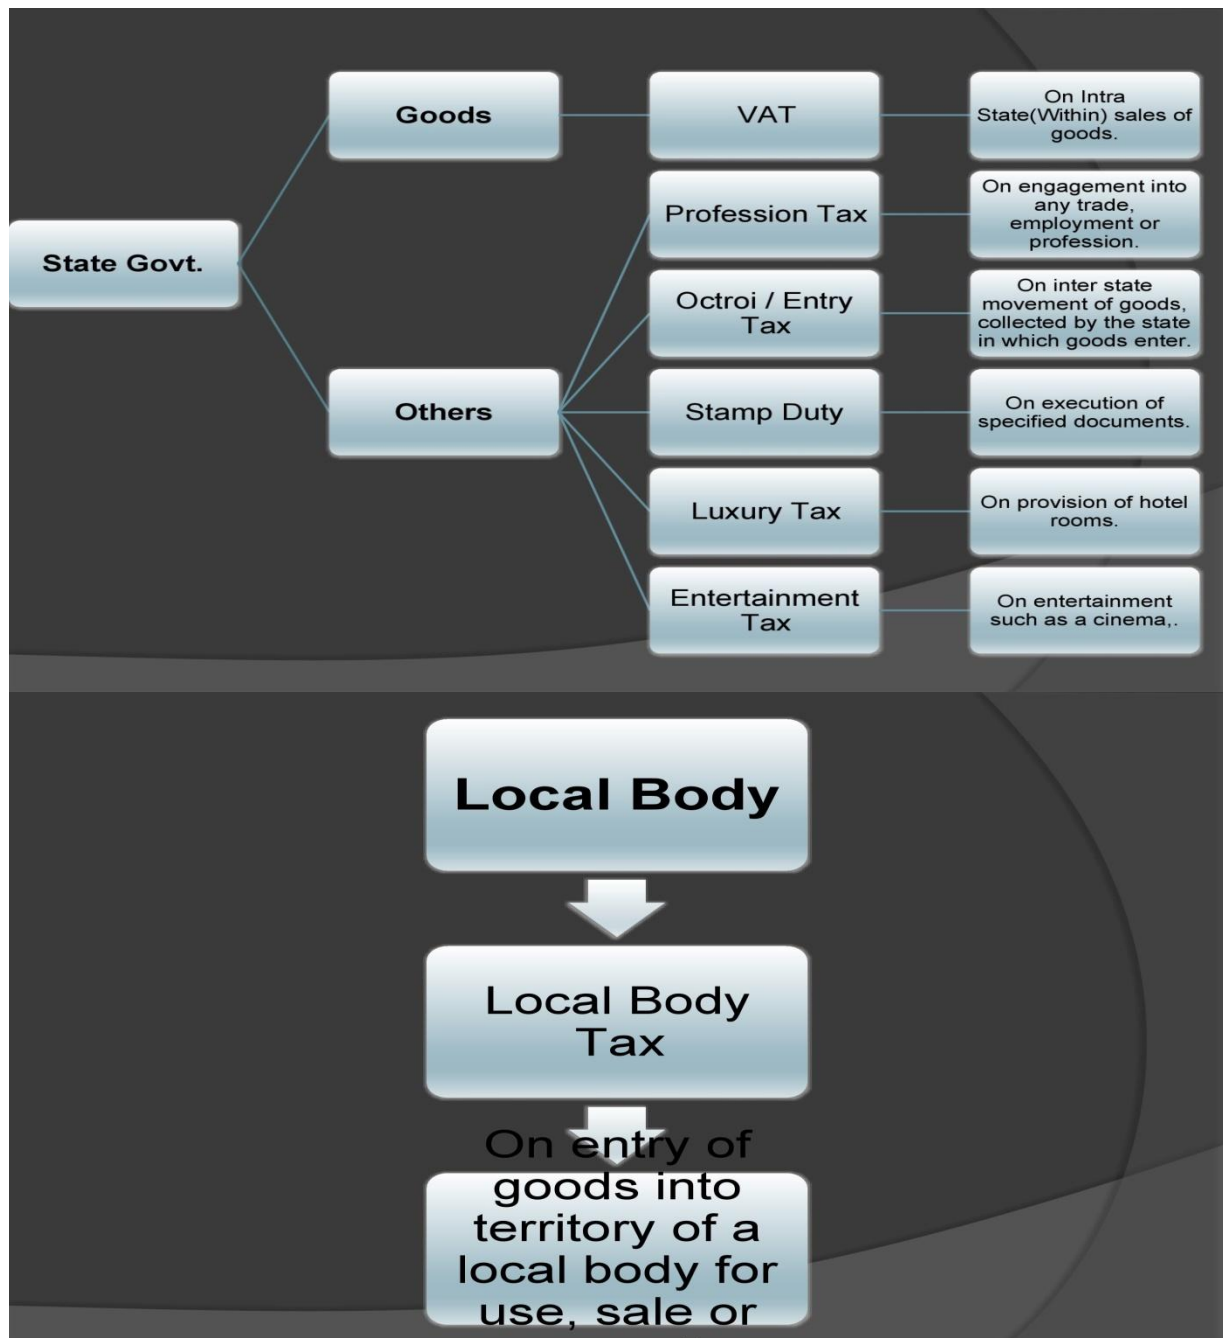 State Govt.
Goods
VAT
On Intra
State(Within) sales of
goods.
Others
Profession Tax
On engagement into
any trade,
employment or
profession.
Octroi / Entry
Tax
On inter state
movement of goods,
collected by the state
in which goods enter.
Stamp Duty
On execution of
specified documents.
Luxury Tax
On provision of hotel
rooms.
Entertainment
Tax
On entertainment
such as a cinema,.
Local Body
Local Body
Tax
On entry of
goods into
territory of a
local body for
use, sale or